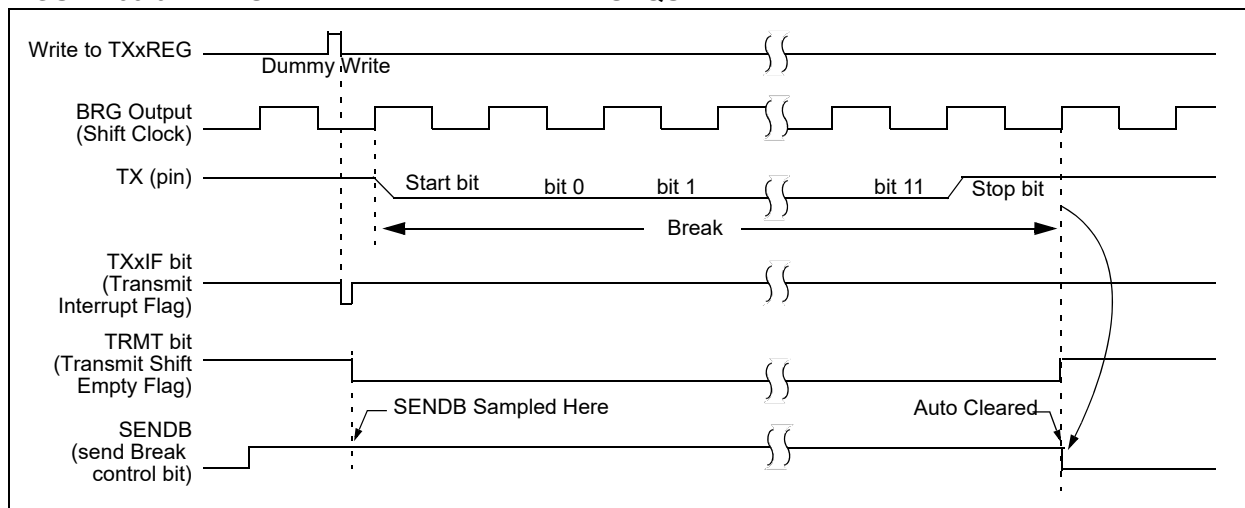 Write to TXxREG
Dummy Write
BRG Output
(Shift Clock)
TX (pin)
Start bit
bit 0
bit 1
bit 11
Stop bit
Break
TXxIF bit
(Transmit
Interrupt Flag)
TRMT bit
(Transmit Shift
Empty Flag)
SENDB Sampled Here
Auto Cleared
SENDB
(send Break
control bit)